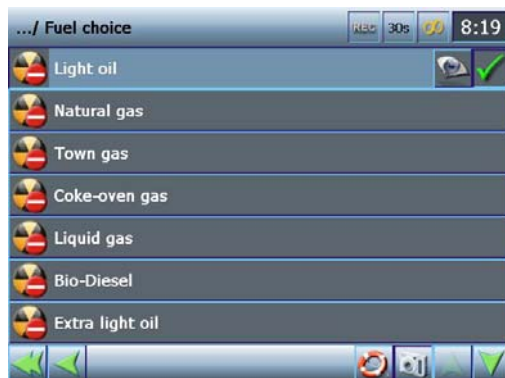 .../ Fuel choice 30s 8:19
Light oil
Natural gas
Town gas
Coke-oven gas
Liquid gas
Bio-Diesel
Extra light oil